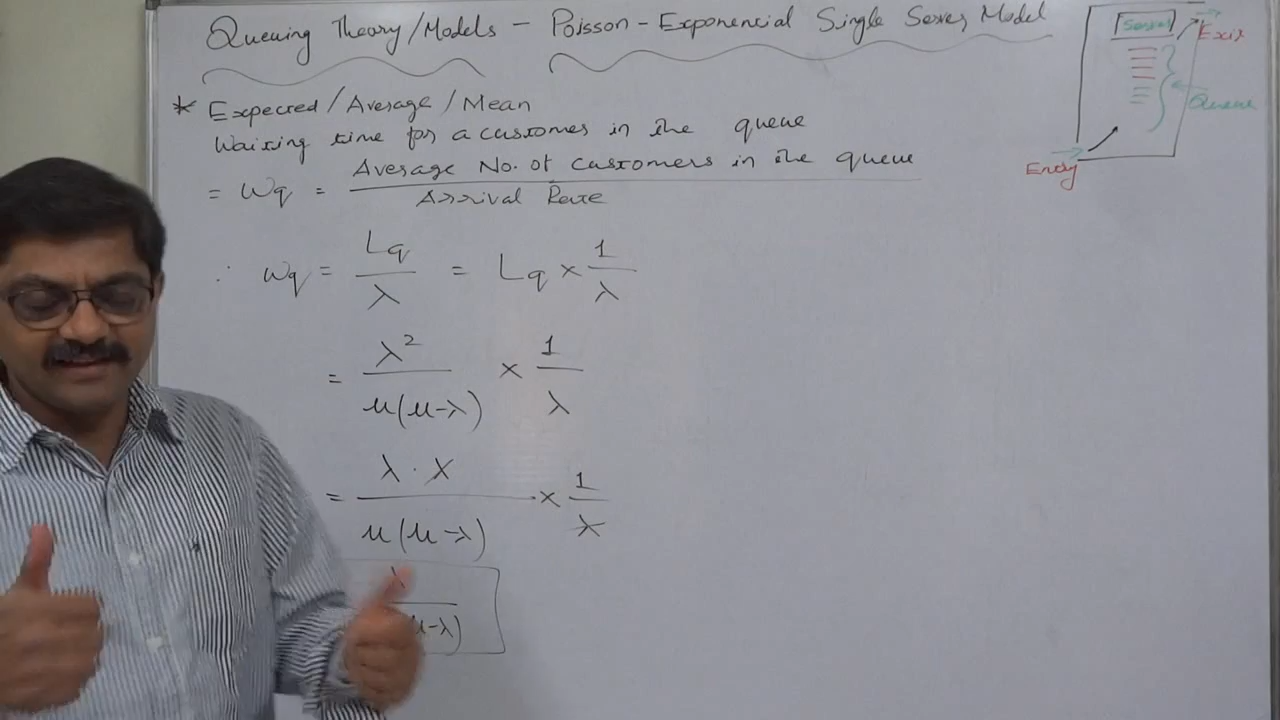 Queuing Theory/Models - Poisson-Exponencial Single Server Model
* Expected/Average/Mean
Waiting time for a customer in the queue
= Wq = Average No. of customers in the queue
Arrival Rate
∴ Wq = Lq/λ = Lq × 1/λ
= λ²/μ(μ-λ) × 1/λ
= λ·λ/μ(μ-λ) × 1/λ
λ
μ-λ)
Server
Exit
Queue
Entry